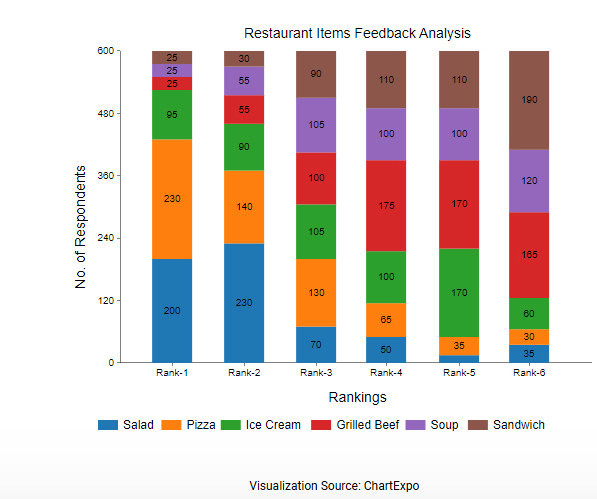 Restaurant Items Feedback Analysis
No. of Respondents
600
480
360
240
120
0
25 30 90 110 110 190
25 55 105 100 100 120
25 55 100 175 170 165
95 90 105 100 170 60
230 140 130 65 35 30
200 230 70 50 35
Rank-1 Rank-2 Rank-3 Rank-4 Rank-5 Rank-6
Rankings
Salad Pizza Ice Cream Grilled Beef Soup Sandwich
Visualization Source: ChartExpo